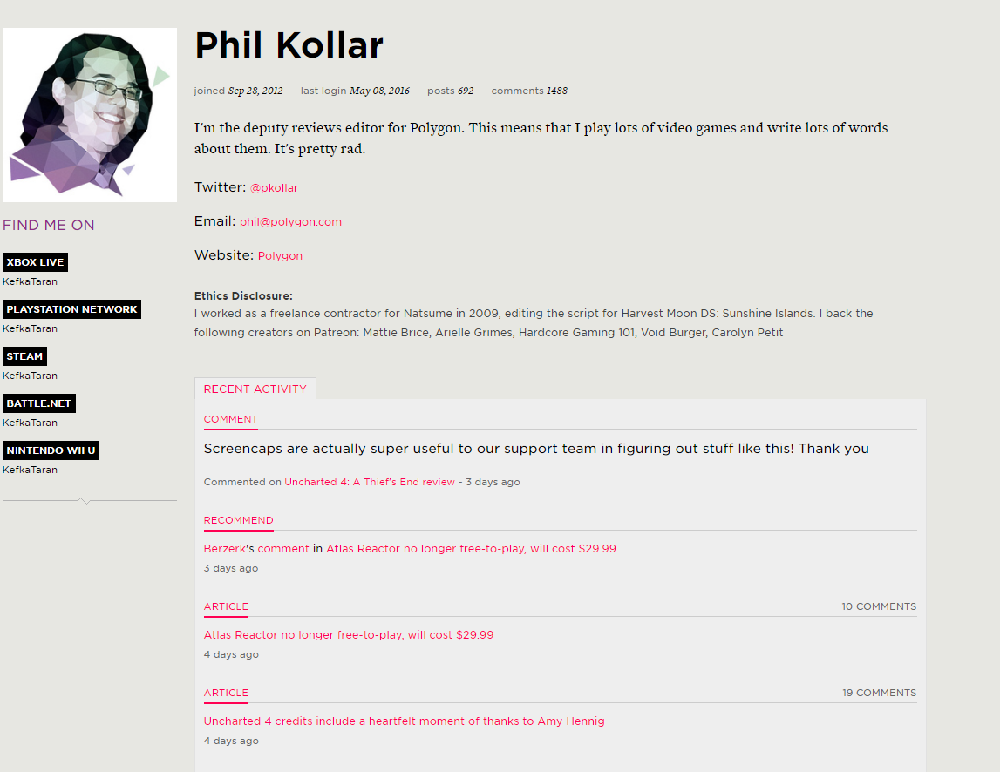 Phil Kollar
joined Sep 28, 2012 last login May 08, 2016 posts 692 comments 1488
I'm the deputy reviews editor for Polygon. This means that I play lots of video games and write lots of words
about them. It's pretty rad.
Twitter: @pkollar
Email: phil@polygon.com
Website: Polygon
Ethics Disclosure:
I worked as a freelance contractor for Natsume in 2009, editing the script for Harvest Moon DS: Sunshine Islands. I back the
following creators on Patreon: Mattie Brice, Arielle Grimes, Hardcore Gaming 101, Void Burger, Carolyn Petit
FIND ME ON
XBOX LIVE
KefkaTaran
PLAYSTATION NETWORK
KefkaTaran
STEAM
KefkaTaran
BATTLE.NET
KefkaTaran
NINTENDO WII U
KefkaTaran
RECENT ACTIVITY
COMMENT
Screencaps are actually super useful to our support team in figuring out stuff like this! Thank you
Commented on Uncharted 4: A Thief's End review - 3 days ago
RECOMMEND
Berzerk's comment in Atlas Reactor no longer free-to-play, will cost $29.99
3 days ago
ARTICLE 10 COMMENTS
Atlas Reactor no longer free-to-play, will cost $29.99
4 days ago
ARTICLE 19 COMMENTS
Uncharted 4 credits include a heartfelt moment of thanks to Amy Hennig
4 days ago